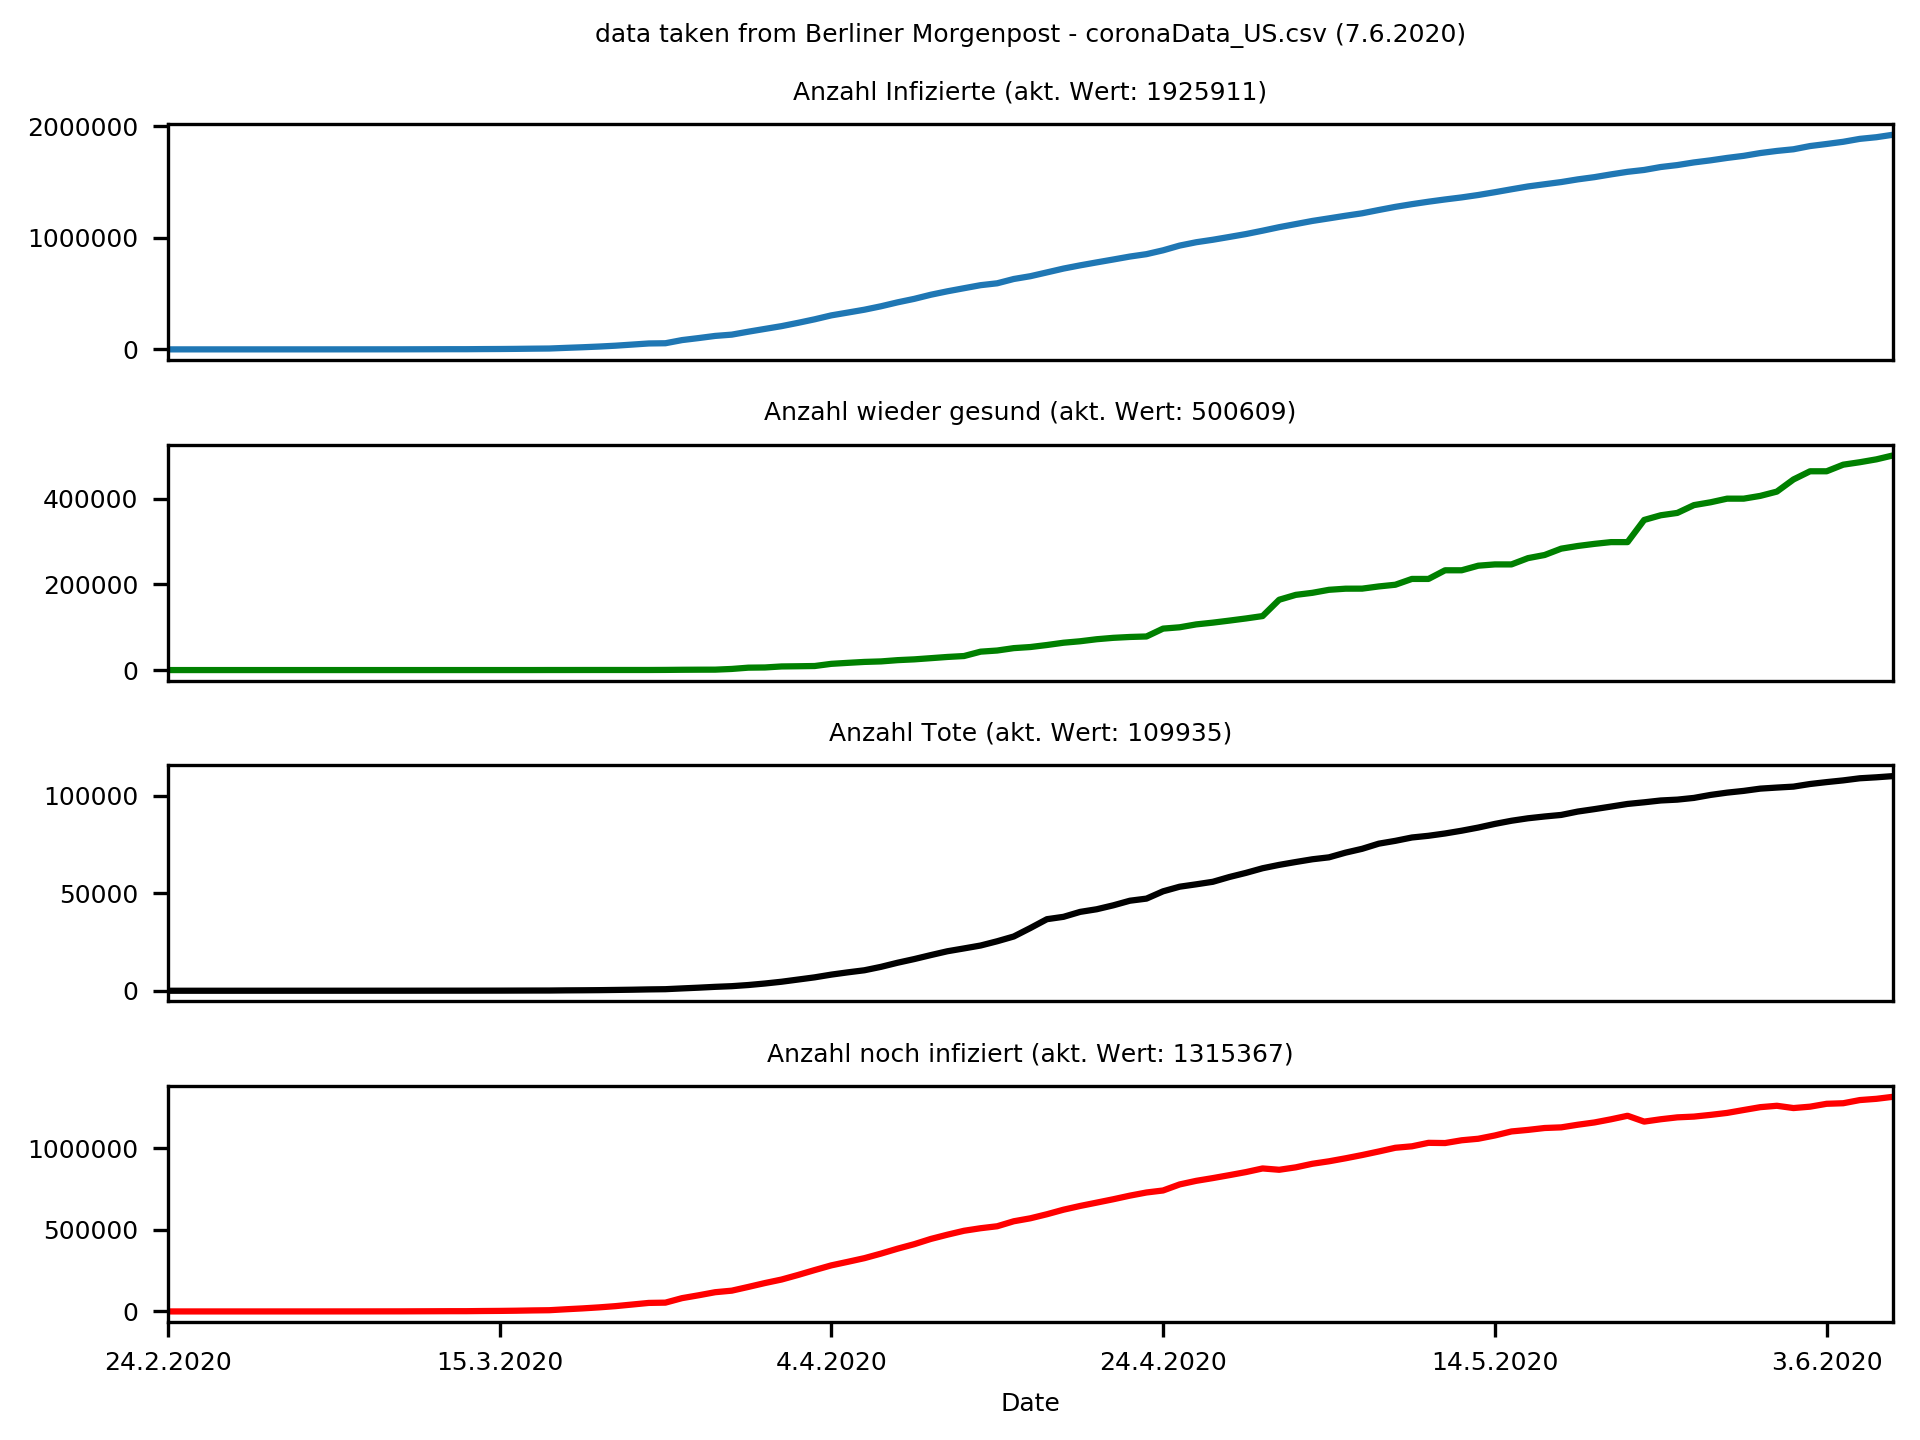 data taken from Berliner Morgenpost - coronaData_US.csv (7.6.2020)
Anzahl Infizierte (akt. Wert: 1925911)
2000000
1000000
0
Anzahl wieder gesund (akt. Wert: 500609)
400000
200000
0
Anzahl Tote (akt. Wert: 109935)
100000
50000
0
Anzahl noch infiziert (akt. Wert: 1315367)
1000000
500000
0
24.2.2020 15.3.2020 4.4.2020 24.4.2020 14.5.2020 3.6.2020
Date